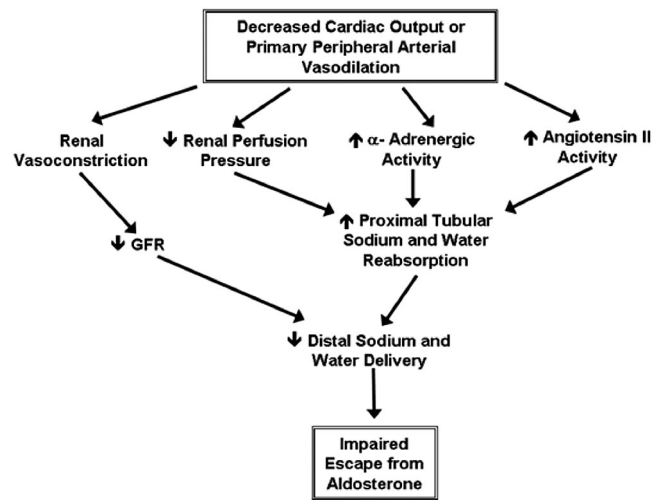 Decreased Cardiac Output or
Primary Peripheral Arterial
Vasodilation
Renal
Vasoconstriction
↓ Renal Perfusion
Pressure
↑ α- Adrenergic
Activity
↑ Angiotensin II
Activity
↓ GFR
↑ Proximal Tubular
Sodium and Water
Reabsorption
↓ Distal Sodium and
Water Delivery
Impaired
Escape from
Aldosterone